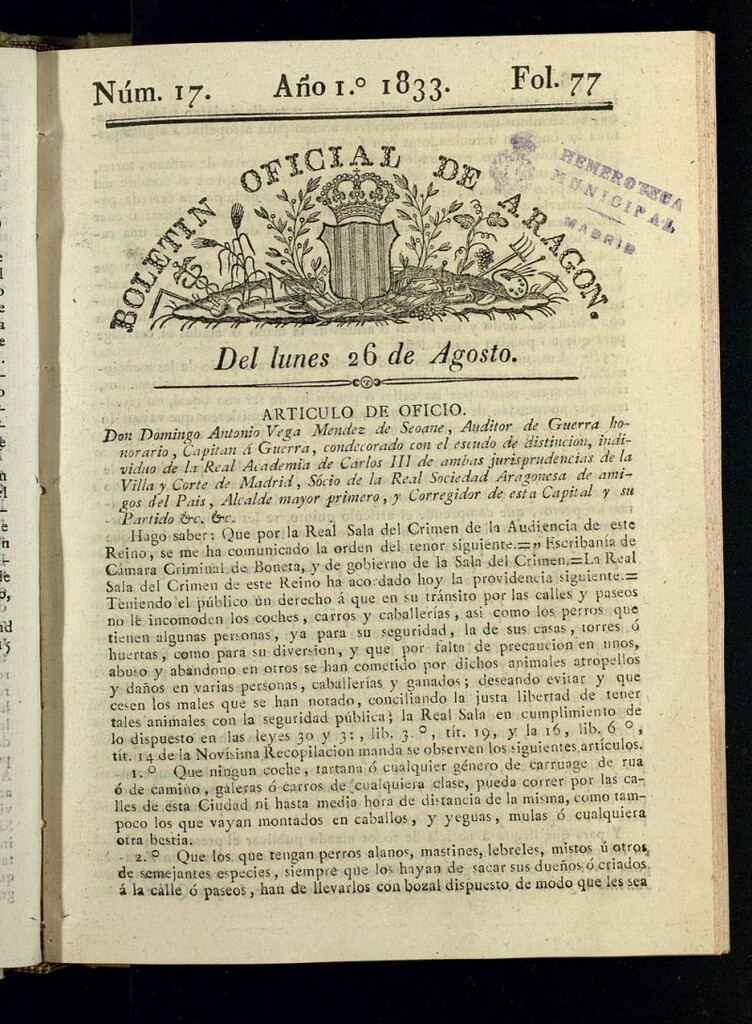 Núm. 17. Año 1.º 1833. Fol. 77
BOLETIN OFICIAL DE ARAGON.
HEMEROTECA
MUNICIPAL
MADRID
Del lunes 26 de Agosto.
ARTICULO DE OFICIO.
Don Domingo Antonio Vega Mendez de Seoane, Auditor de Guerra ho-
norario, Capitan á Guerra, condecorado con el escudo de distincion, indi-
viduo de la Real Academia de Carlos III de ambas jurisprudencias de la
Villa y Corte de Madrid, Sócio de la Real Sociedad Aragonesa de ami-
gos del Pais, Alcalde mayor primero, y Corregidor de esta Capital y su
Partido &c. &c.
Hago saber: Que por la Real Sala del Crimen de la Audiencia de este
Reino, se me ha comunicado la orden del tenor siguiente.=„ Escribanía de
Cámara Criminal de Boneta, y de gobierno de la Sala del Crimen.=La Real
Sala del Crimen de este Reino ha acordado hoy la providencia siguiente.=
Teniendo el público un derecho á que en su tránsito por las calles y paseos
no le incomoden los coches, carros y caballerías, asi como los perros que
tienen algunas personas, ya para su seguridad, la de sus casas, torres ó
huertas, como para su diversion, y que por falta de precaucion en unos,
abuso y abandono en otros se han cometido por dichos animales atropellos
y daños en varias personas, caballerías y ganados; deseando evitar y que
cesen los males que se han notado, conciliando la justa libertad de tener
tales animales con la seguridad pública; la Real Sala en cumplimiento de
lo dispuesto en las leyes 30 y 31, lib. 3.º, tít. 19, y la 16, lib. 6º,
tit. 14 de la Novísima Recopilacion manda se observen los siguientes artículos.
1.º Que ningun coche, tartana ó cualquier género de carruage de rua
ó de camino, galeras ó carros de cualquiera clase, pueda correr por las ca-
lles de esta Ciudad ni hasta media hora de distancia de la misma, como tam-
poco los que vayan montados en caballos, y yeguas, mulas ó cualquiera
otra bestia.
2.º Que los que tengan perros alanos, mastines, lebreles, mistos ú otros
de semejantes especies, siempre que los hayan de sacar sus dueños ó criados
á la calle ó paseos, han de llevarlos con bozal dispuesto de modo que les sea